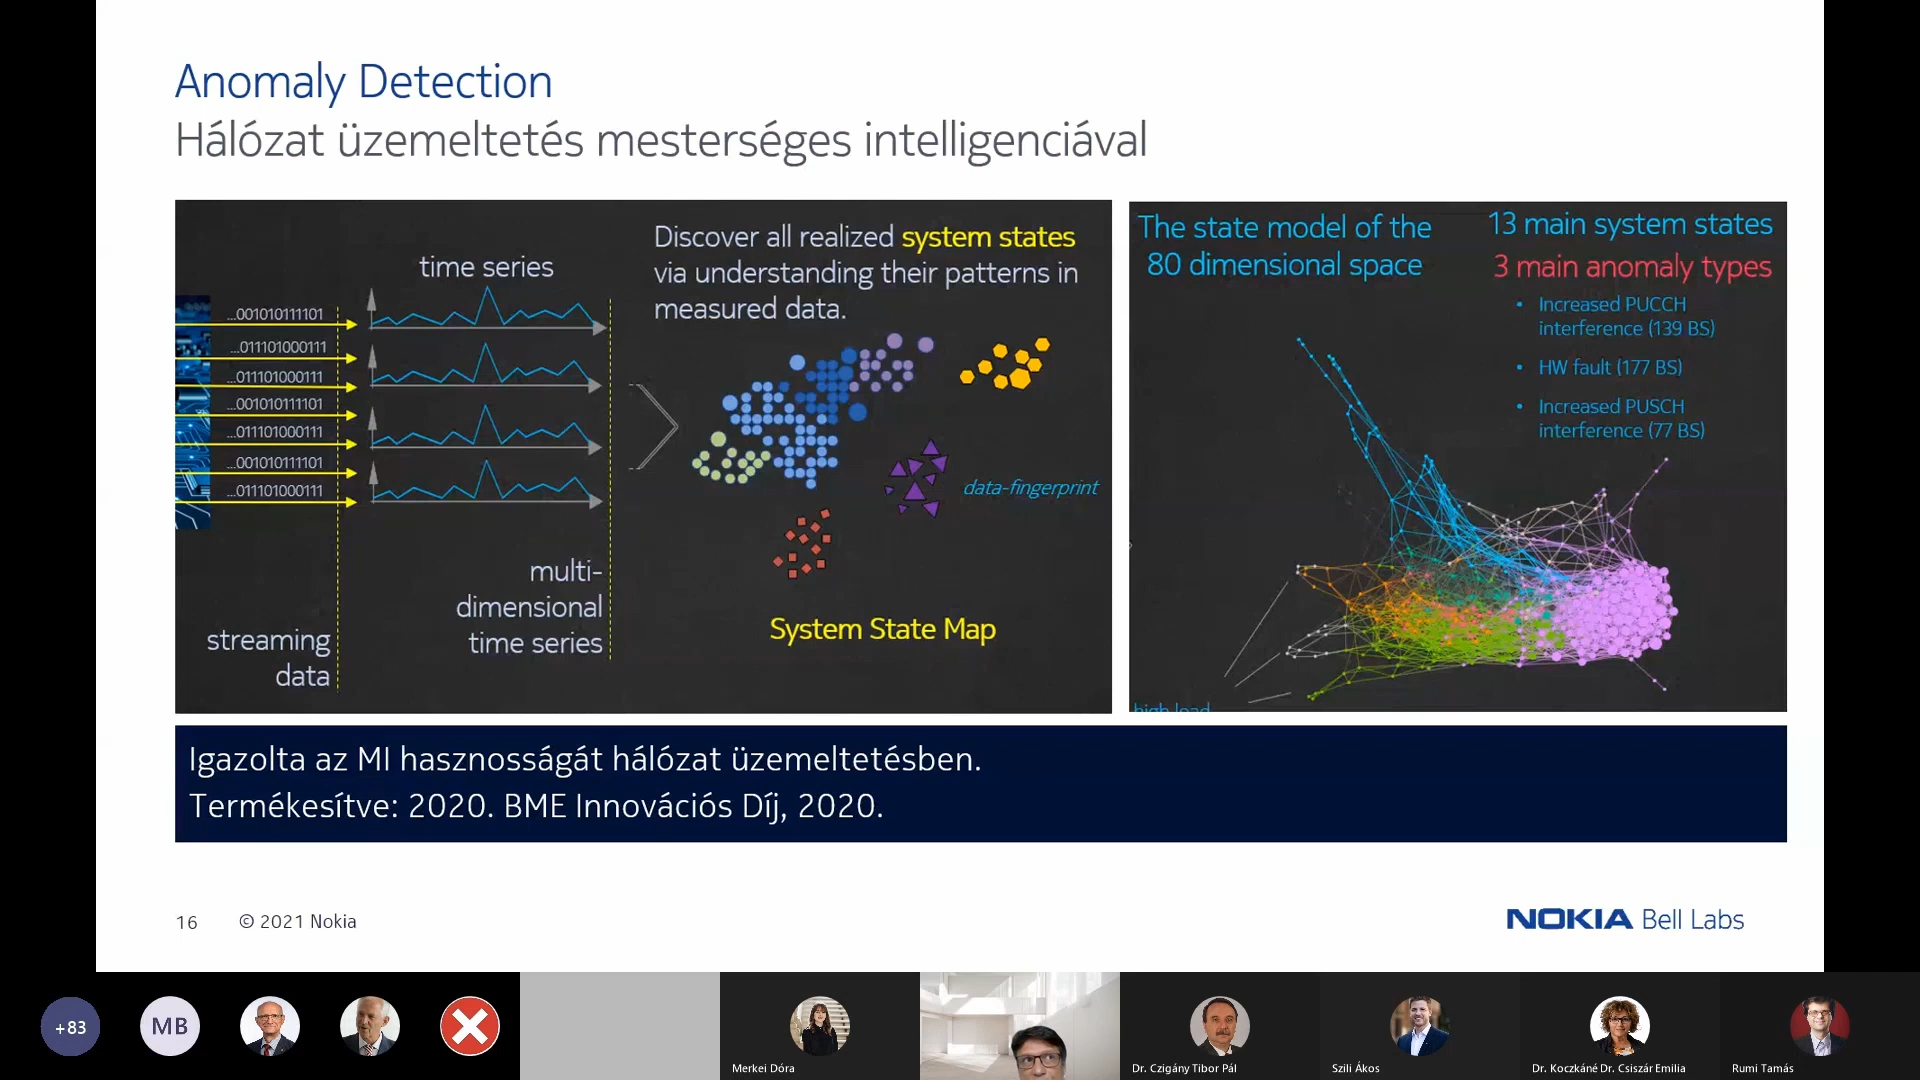 Anomaly Detection
Hálózat üzemeltetés mesterséges intelligenciával
time series
...001010111101
...011101000111
...011101000111
...001010111101
...011101000111
...001010111101
...011101000111
streaming
data
multi-
dimensional
time series
Discover all realized system states
via understanding their patterns in
measured data.
data-fingerprint
System State Map
The state model of the
80 dimensional space
13 main system states
3 main anomaly types
• Increased PUCCH
interference (139 BS)
• HW fault (177 BS)
• Increased PUSCH
interference (77 BS)
high load
Igazolta az MI hasznosságát hálózat üzemeltetésben.
Termékesítve: 2020. BME Innovációs Díj, 2020.
16 © 2021 Nokia
NOKIA Bell Labs
+83
MB
Merkei Dóra
Dr. Czigány Tibor Pál
Szili Ákos
Dr. Koczkáné Dr. Csiszár Emilia
Rumi Tamás